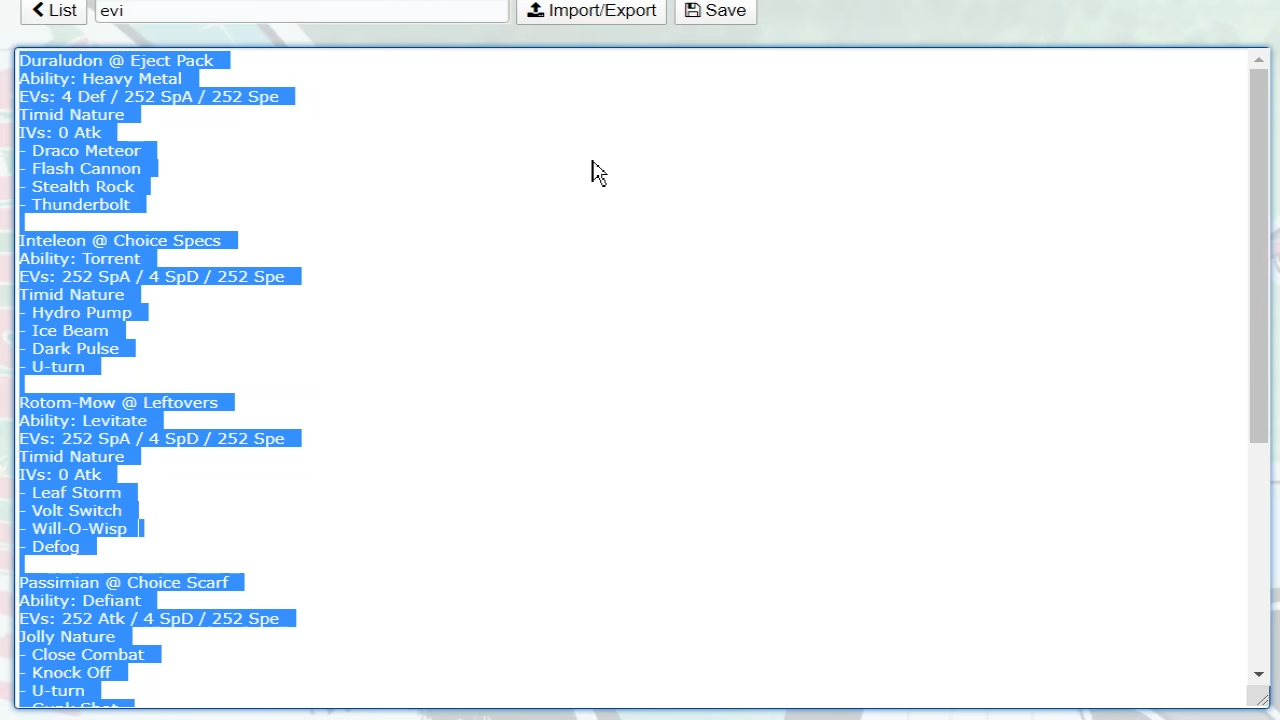 List
evi
Import/Export
Save
Duraludon @ Eject Pack
Ability: Heavy Metal
EVs: 4 Def / 252 SpA / 252 Spe
Timid Nature
IVs: 0 Atk
- Draco Meteor
- Flash Cannon
- Stealth Rock
- Thunderbolt
Inteleon @ Choice Specs
Ability: Torrent
EVs: 252 SpA / 4 SpD / 252 Spe
Timid Nature
- Hydro Pump
- Ice Beam
- Dark Pulse
- U-turn
Rotom-Mow @ Leftovers
Ability: Levitate
EVs: 252 SpA / 4 SpD / 252 Spe
Timid Nature
IVs: 0 Atk
- Leaf Storm
- Volt Switch
- Will-O-Wisp
- Defog
Passimian @ Choice Scarf
Ability: Defiant
EVs: 252 Atk / 4 SpD / 252 Spe
Jolly Nature
- Close Combat
- Knock Off
- U-turn
- Gunk Shot